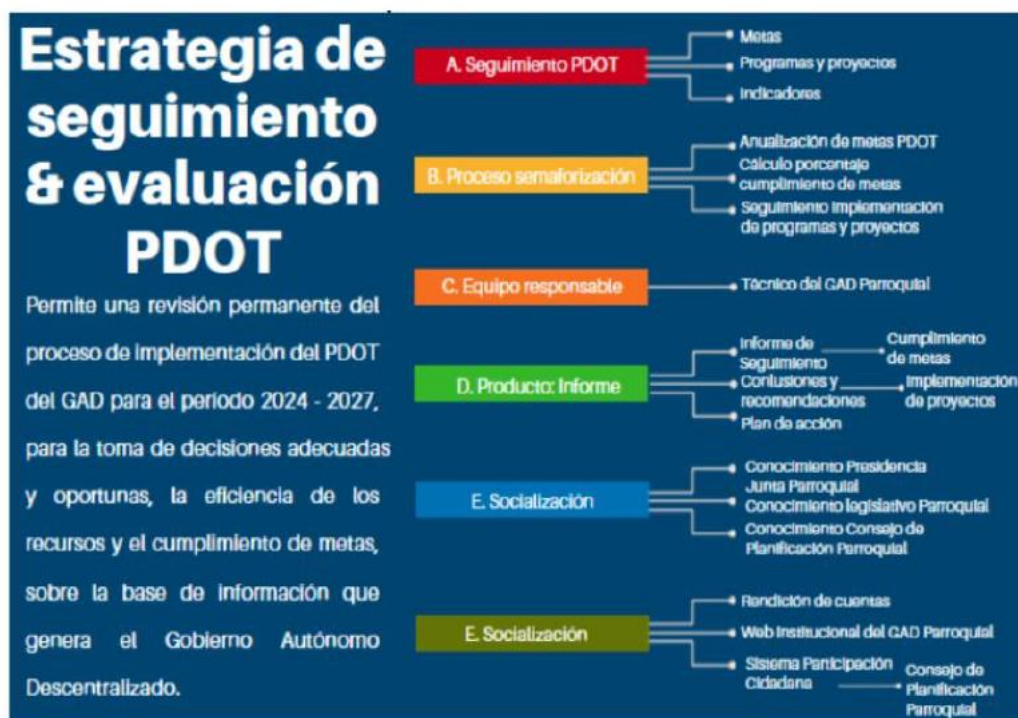 Estrategia de
seguimiento
& evaluación
PDOT
Permite una revisión permanente del
proceso de implementación del PDOT
del GAD para el período 2024 - 2027,
para la toma de decisiones adecuadas
y oportunas, la eficiencia de los
recursos y el cumplimiento de metas,
sobre la base de información que
genera el Gobierno Autónomo
Descentralizado.
A. Seguimiento PDOT
Metas
Programas y proyectos
Indicadores
B. Proceso semaforización
Anualización de metas PDOT
Cálculo porcentaje
cumplimiento de metas
Seguimiento implementación
de programas y proyectos
C. Equipo responsable
Técnico del GAD Parroquial
D. Producto: Informe
Informe de
Seguimiento
Cumplimiento
de metas
Conlusiones y
recomendaciones
Implementación
de proyectos
Plan de acción
E. Socialización
Conocimiento Presidencia
Junta Parroquial
Conocimiento legislativo Parroquial
Conocimiento Consejo de
Planificación Parroquial
E. Socialización
Rendición de cuentas
Web Institucional del GAD Parroquial
Sistema Participación
Cidadana
Consejo de
Planificación
Parroquial